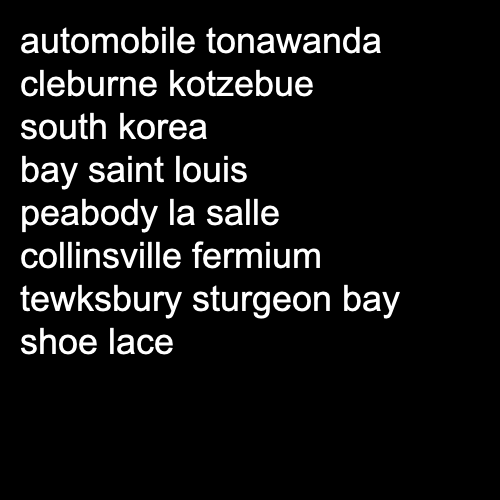 automobile tonawanda
cleburne kotzebue
south korea
bay saint louis
peabody la salle
collinsville fermium
tewksbury sturgeon bay
shoe lace